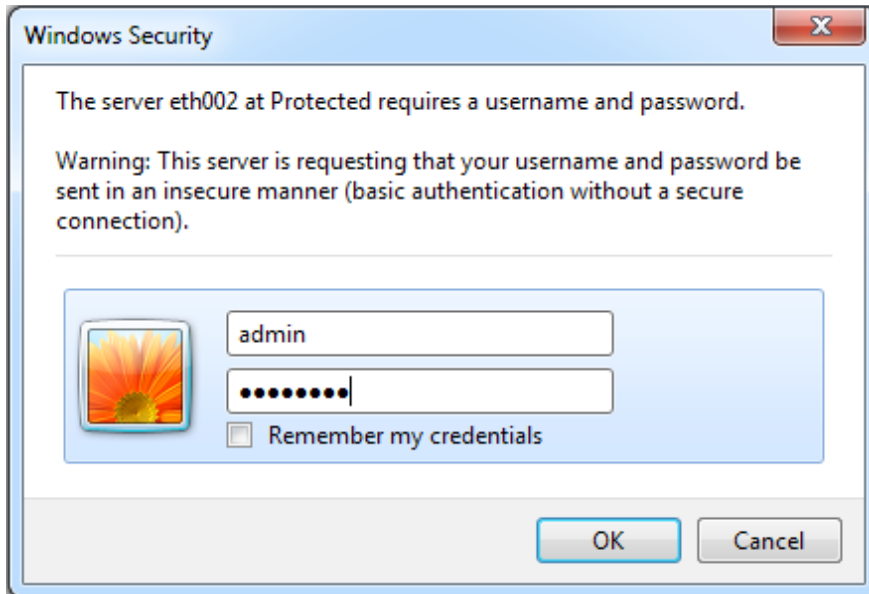 Windows Security
The server eth002 at Protected requires a username and password.
Warning: This server is requesting that your username and password be
sent in an insecure manner (basic authentication without a secure
connection).
admin
●●●●●●●●
Remember my credentials
OK
Cancel